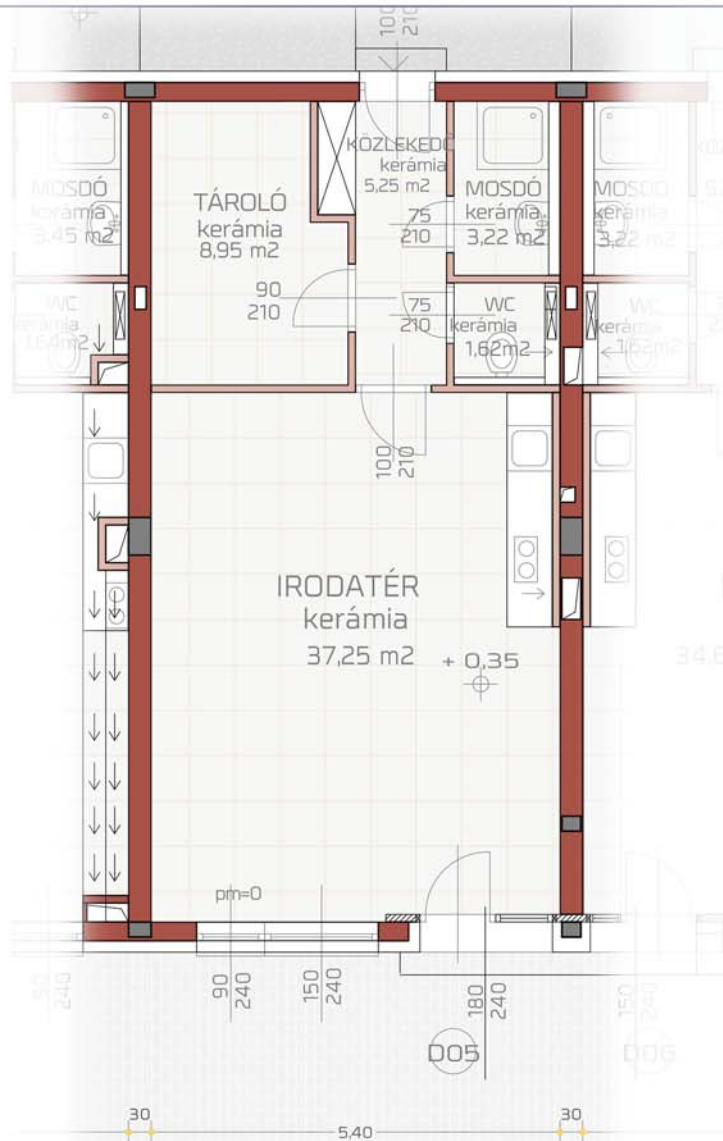 100
210
MOSDÓ
kerámia
3.45 m2
TÁROLÓ
kerámia
8,95 m2
KÖZLEKEDŐ
kerámia
5,25 m2
MOSDÓ
kerámia
3,22 m2
MOSDÓ
kerámia
3,22 m2
75
210
90
210
75
210
WC
kerámia
1,64m2
WC
kerámia
1,62m2
WC
kerámia
1,62m2
100
210
IRODATÉR
kerámia
37,25 m2
+ 0,35
34.6
pm=0
90
240
90
240
150
240
180
240
150
240
D05
D06
30
5,40
30